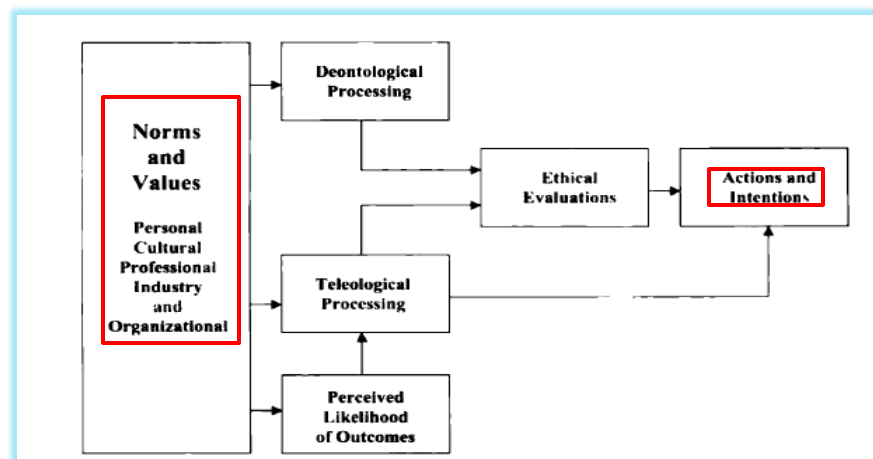 Norms
and
Values
Personal
Cultural
Professional
Industry
and
Organizational
Deontological
Processing
Teleological
Processing
Perceived
Likelihood
of Outcomes
Ethical
Evaluations
Actions and
Intentions